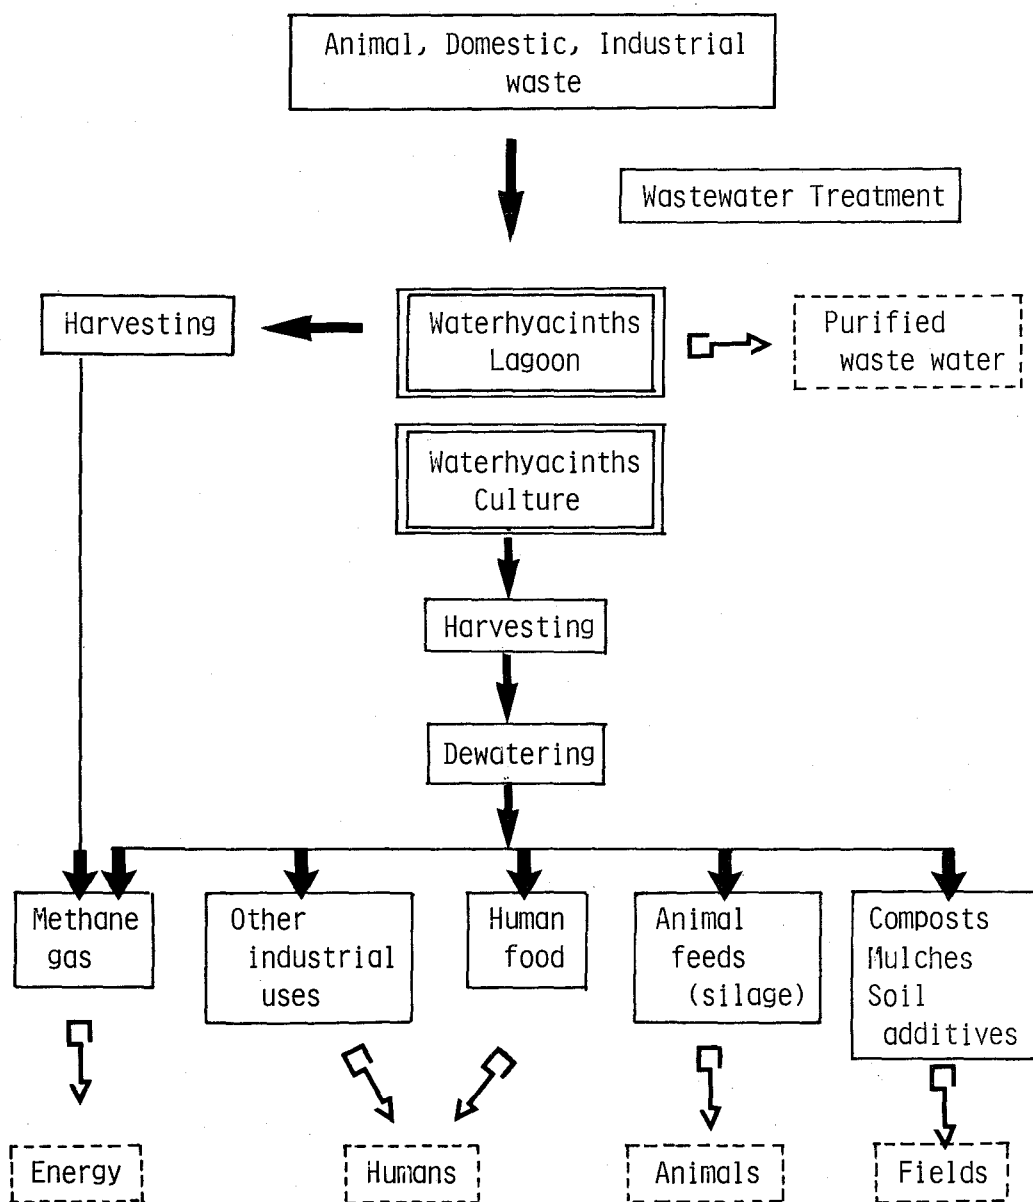 Animal, Domestic, Industrial
waste
Wastewater Treatment
Harvesting
Waterhyacinths
Lagoon
Purified
waste water
Waterhyacinths
Culture
Harvesting
Dewatering
Methane
gas
Other
industrial
uses
Human
food
Animal
feeds
(silage)
Composts
Mulches
Soil
additives
Energy
Humans
Animals
Fields